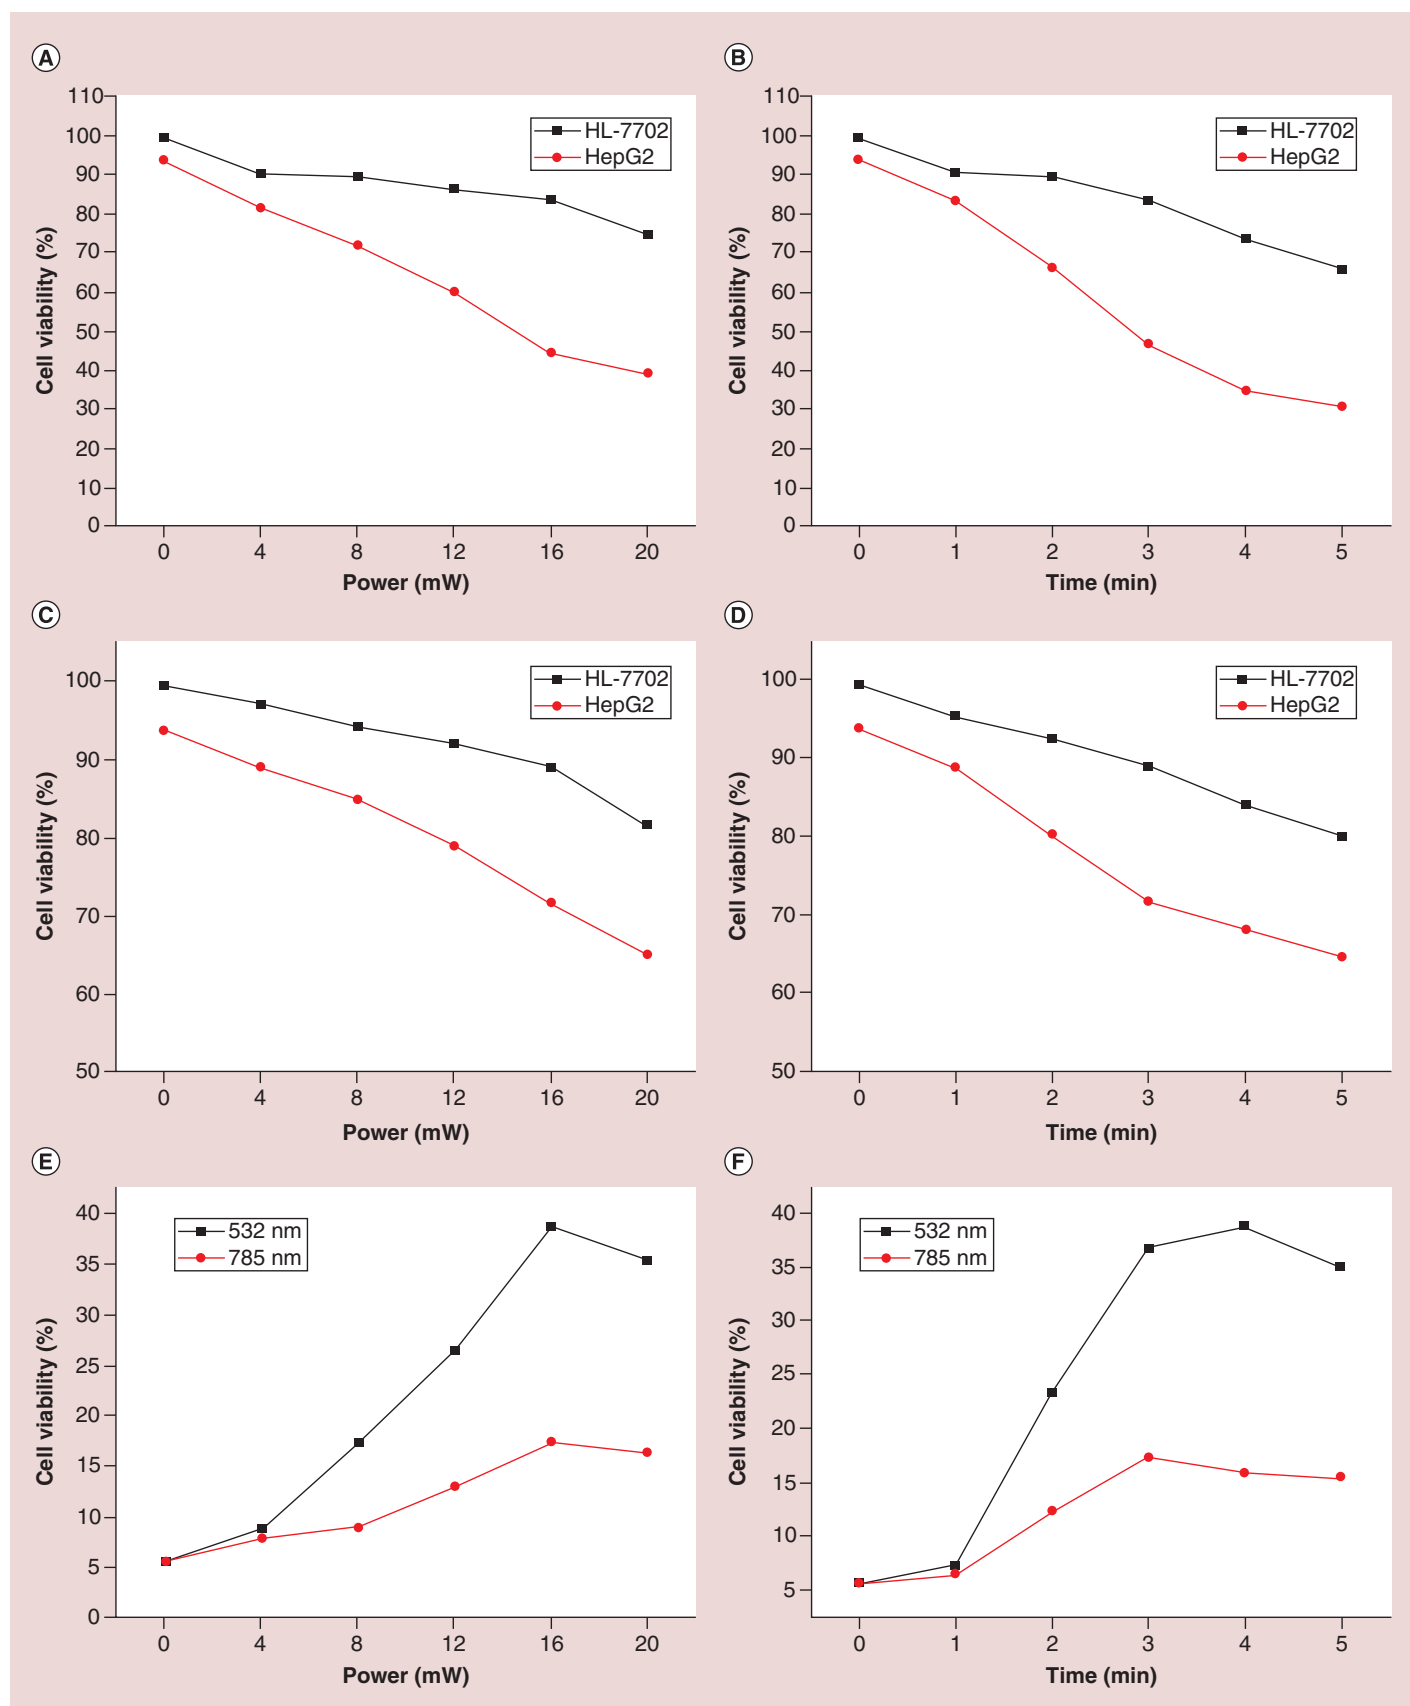 A
110
100
90
80
70
60
50
40
30
20
10
0
Cell viability (%)
HL-7702
HepG2
0 4 8 12 16 20
Power (mW)
B
110
100
90
80
70
60
50
40
30
20
10
0
Cell viability (%)
HL-7702
HepG2
0 1 2 3 4 5
Time (min)
C
100
90
80
70
60
50
Cell viability (%)
HL-7702
HepG2
0 4 8 12 16 20
Power (mW)
D
100
90
80
70
60
50
Cell viability (%)
HL-7702
HepG2
0 1 2 3 4 5
Time (min)
E
40
35
30
25
20
15
10
5
0
Cell viability (%)
532 nm
785 nm
0 4 8 12 16 20
Power (mW)
F
40
35
30
25
20
15
10
5
Cell viability (%)
532 nm
785 nm
0 1 2 3 4 5
Time (min)